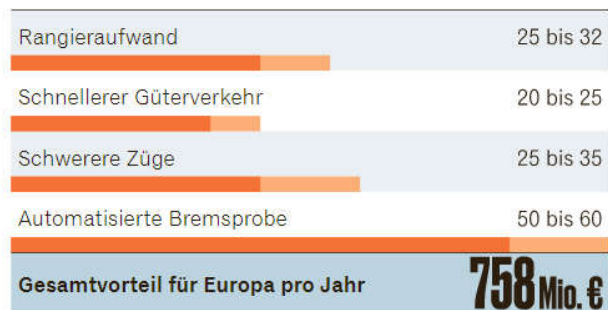 Rangieraufwand 25 bis 32
Schnellerer Güterverkehr 20 bis 25
Schwerere Züge 25 bis 35
Automatisierte Bremsprobe 50 bis 60
Gesamtvorteil für Europa pro Jahr 758 Mio. €